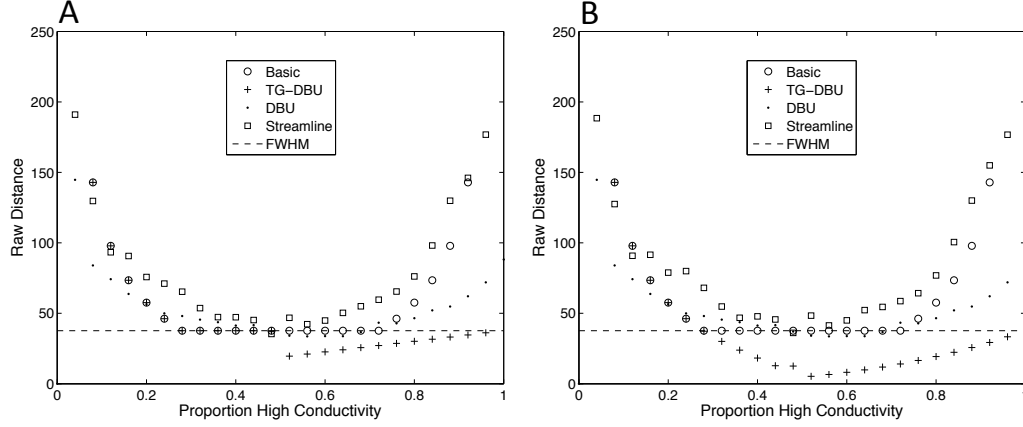 A
250
200
150
100
50
0
0
0.2
0.4
0.6
0.8
1
Raw Distance
Proportion High Conductivity
Basic
TG-DBU
DBU
Streamline
FWHM
B
250
200
150
100
50
0
0
0.2
0.4
0.6
0.8
1
Raw Distance
Proportion High Conductivity
Basic
TG-DBU
DBU
Streamline
FWHM